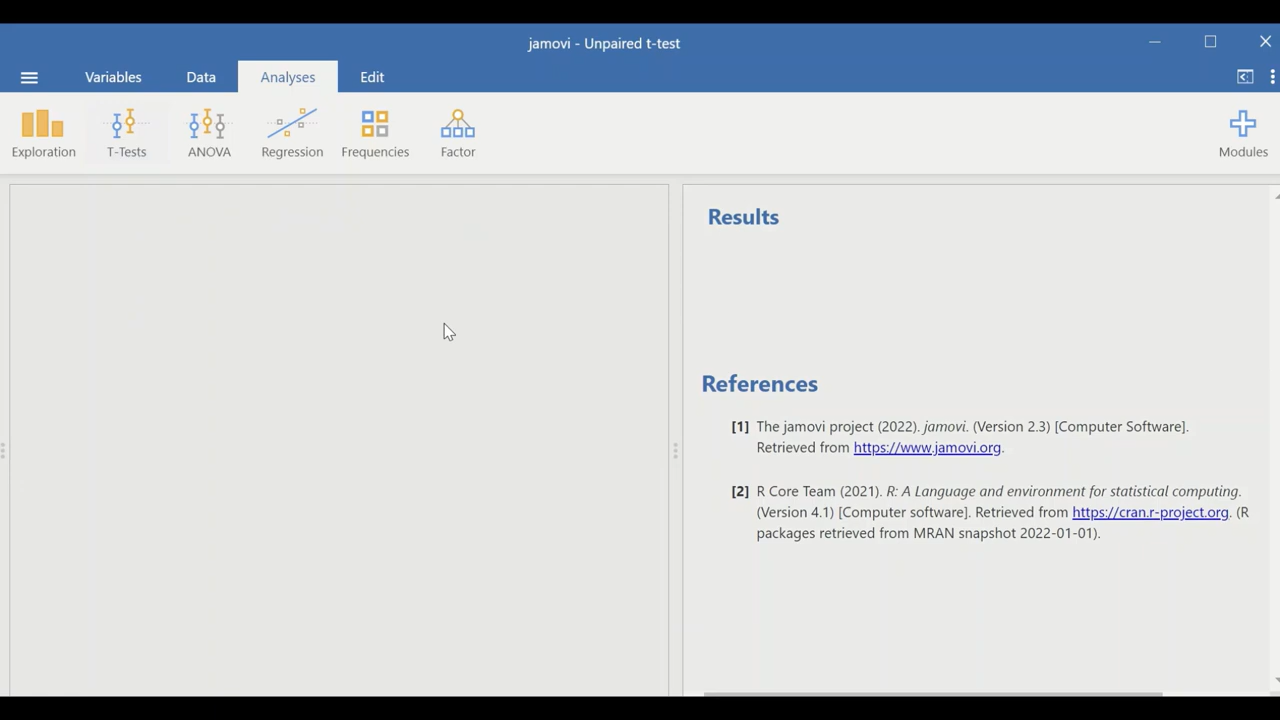 jamovi - Unpaired t-test
Variables
Data
Analyses
Edit
Exploration
T-Tests
ANOVA
Regression
Frequencies
Factor
Modules
Results
References
[1] The jamovi project (2022). jamovi. (Version 2.3) [Computer Software].
Retrieved from https://www.jamovi.org.
[2] R Core Team (2021). R: A Language and environment for statistical computing.
(Version 4.1) [Computer software]. Retrieved from https://cran.r-project.org. (R
packages retrieved from MRAN snapshot 2022-01-01).